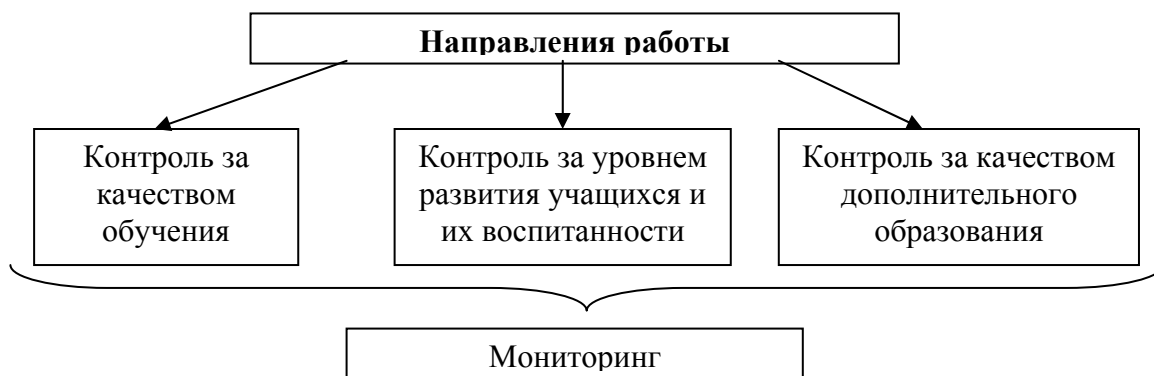 Направления работы
Контроль за
качеством
обучения
Контроль за уровнем
развития учащихся и
их воспитанности
Контроль за качеством
дополнительного
образования
Мониторинг